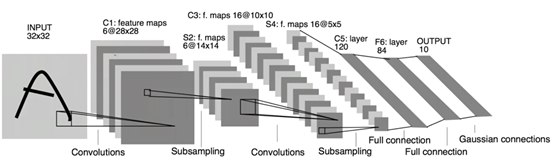 INPUT
32x32
C1: feature maps
6@28x28
S2: f. maps
6@14x14
C3: f. maps 16@10x10
S4: f. maps 16@5x5
C5: layer
120
F6: layer
84
OUTPUT
10
A
Convolutions
Subsampling
Convolutions
Subsampling
Full connection
Full connection
Gaussian connections